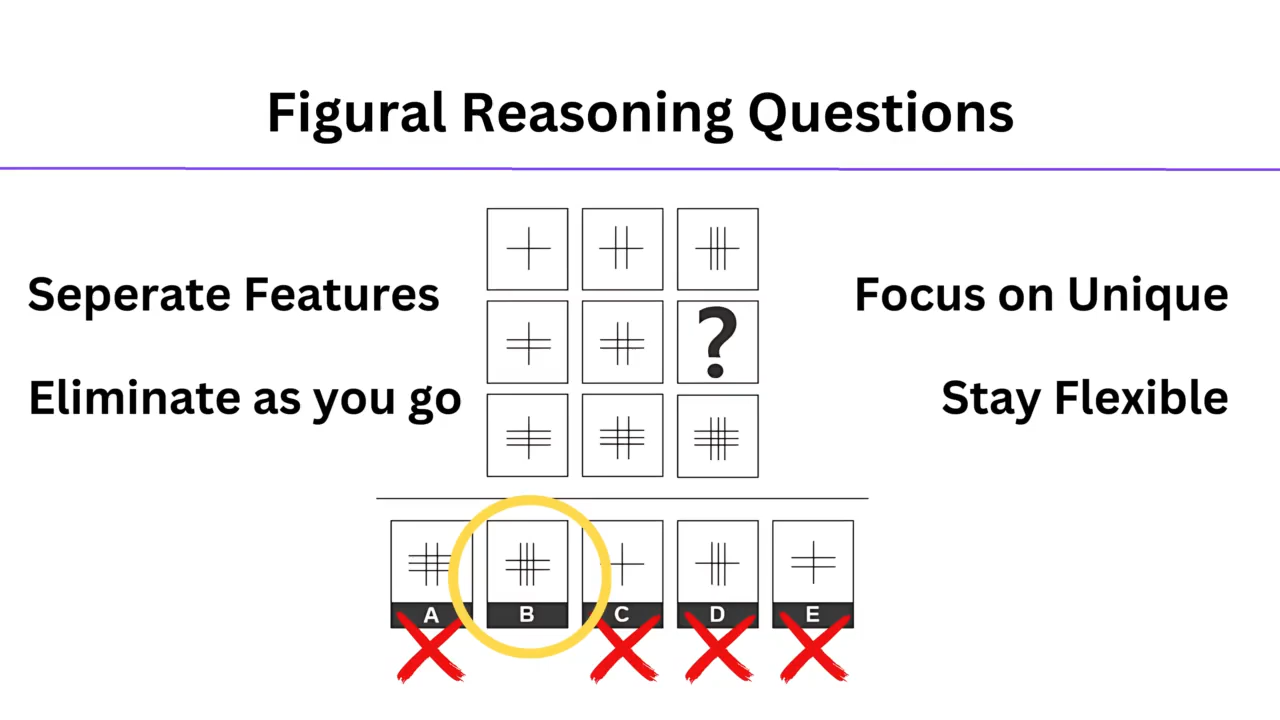 Figural Reasoning Questions
Seperate Features
Focus on Unique
?
Eliminate as you go
Stay Flexible
A B C D E